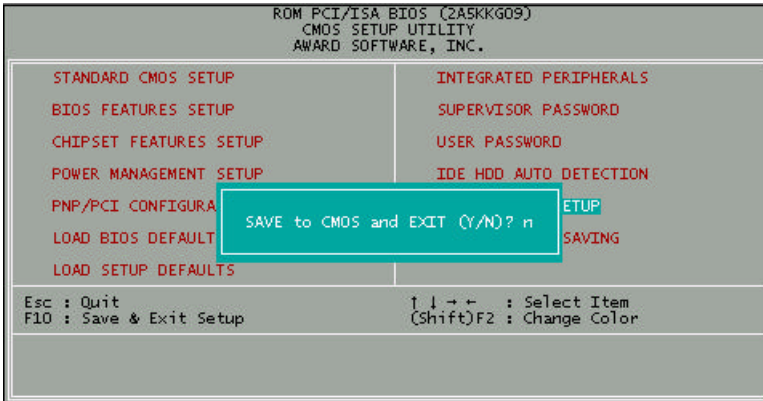 ROM PCI/ISA BIOS (2A5KKG09)
CMOS SETUP UTILITY
AWARD SOFTWARE, INC.
STANDARD CMOS SETUP
BIOS FEATURES SETUP
CHIPSET FEATURES SETUP
POWER MANAGEMENT SETUP
PNP/PCI CONFIGURA
LOAD BIOS DEFAULT
LOAD SETUP DEFAULTS
INTEGRATED PERIPHERALS
SUPERVISOR PASSWORD
USER PASSWORD
IDE HDD AUTO DETECTION
ETUP
SAVING
SAVE to CMOS and EXIT (Y/N)? n
Esc : Quit
F10 : Save & Exit Setup
↑ ↓ → ← : Select Item
(Shift)F2 : Change Color